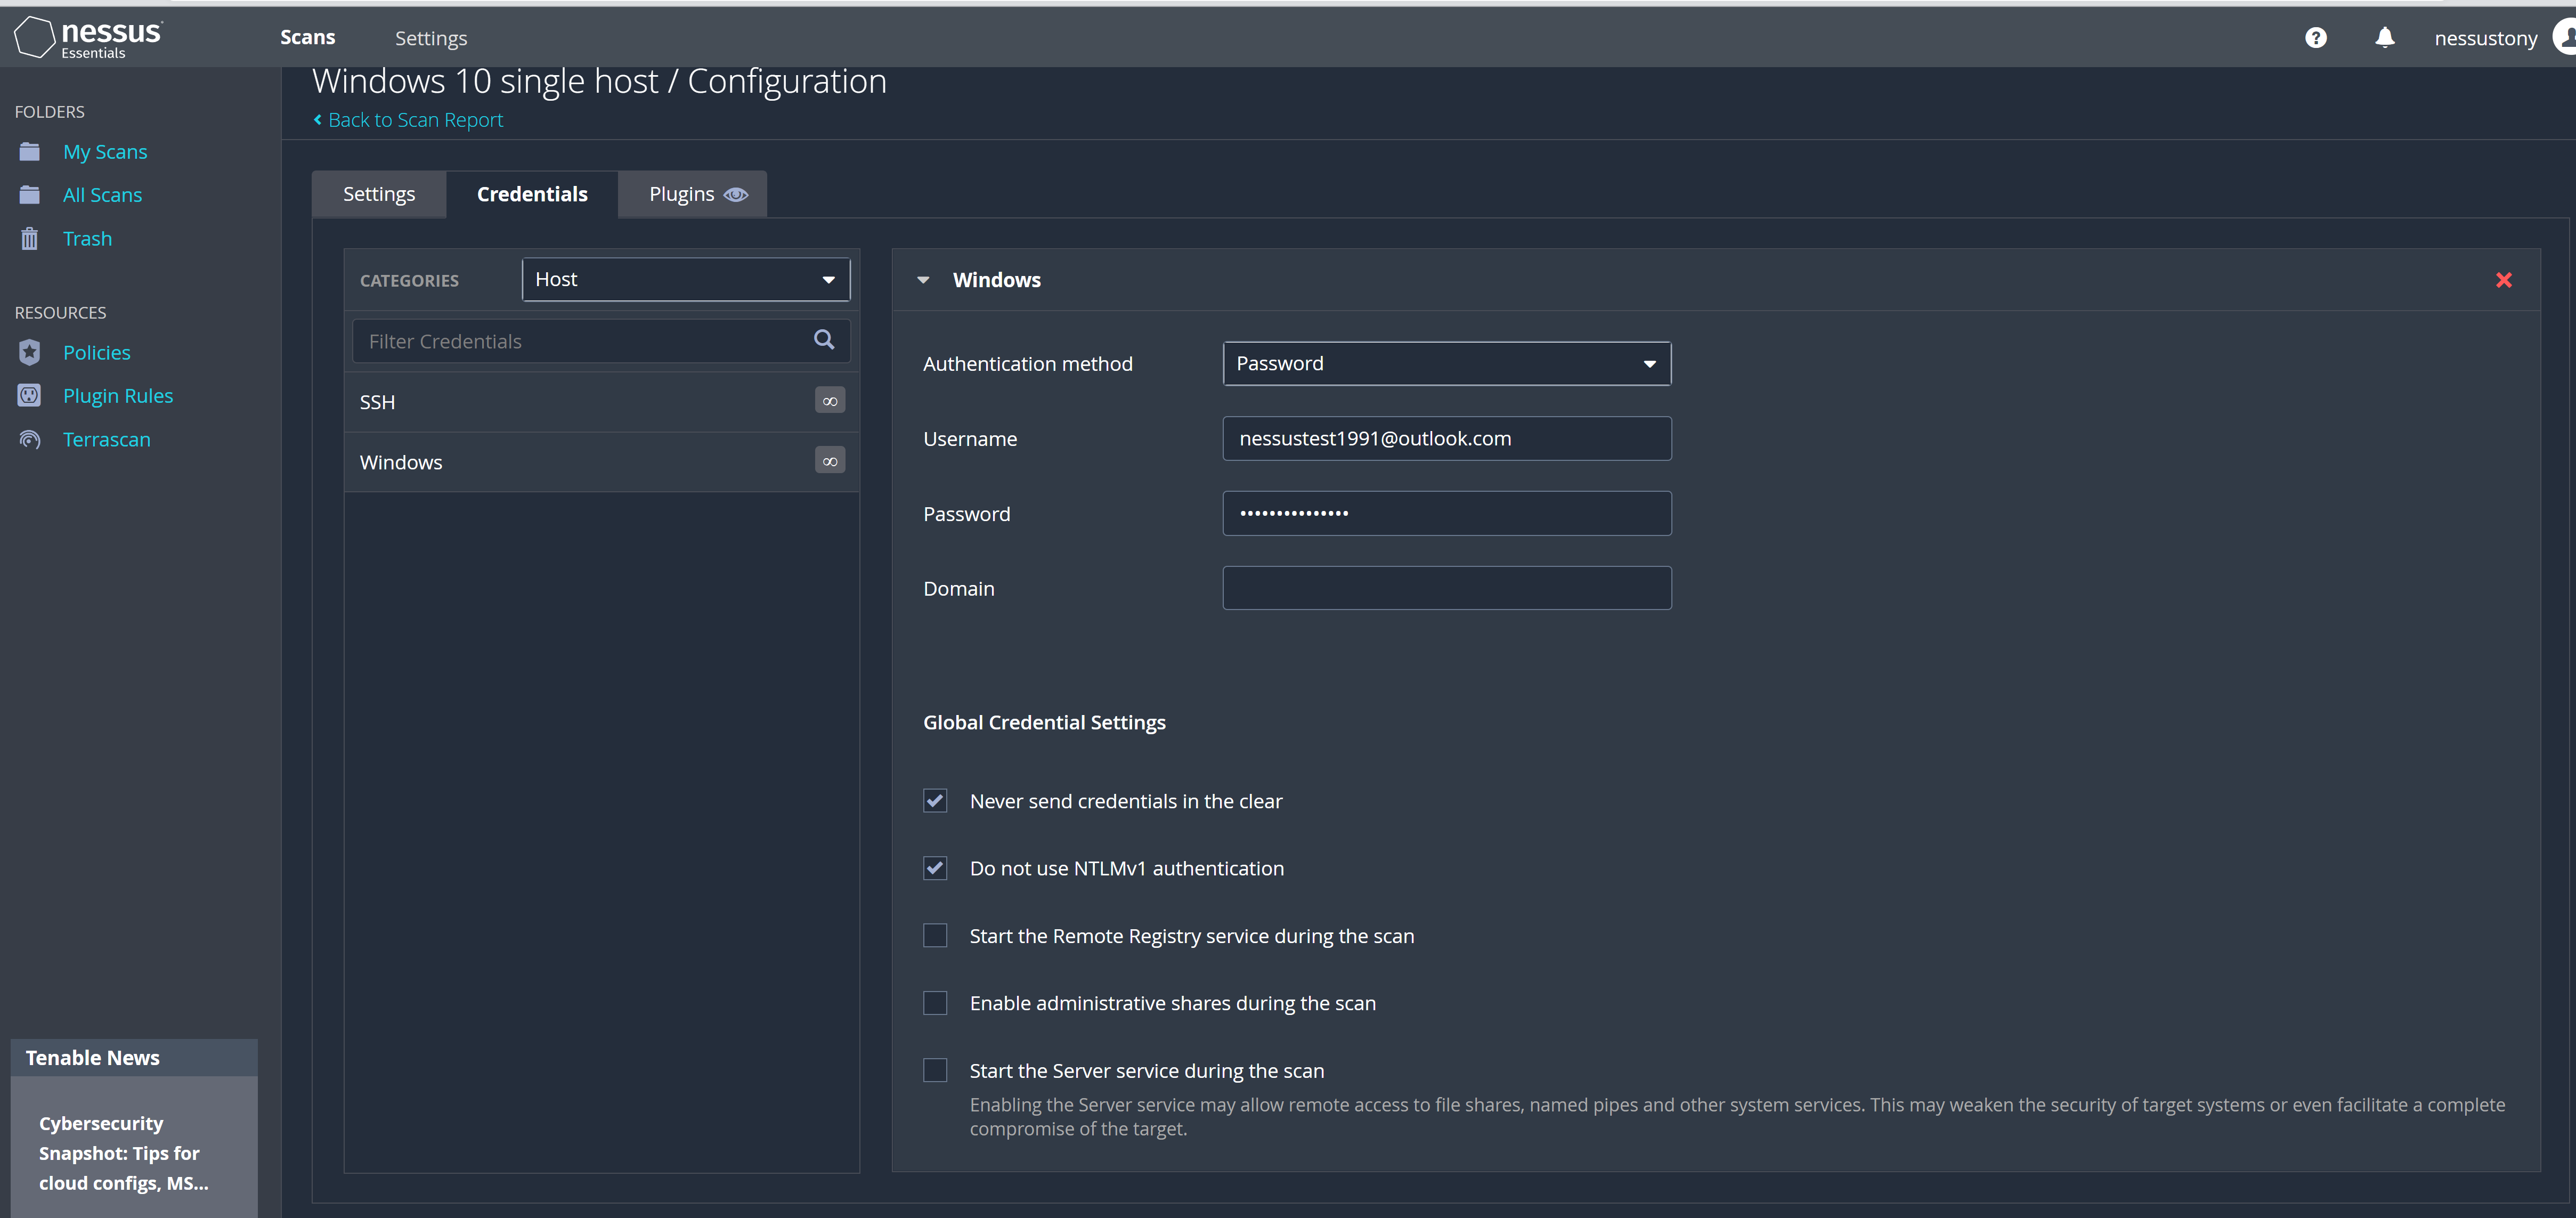 nessus
Essentials
Scans
Settings
nessustony
Windows 10 single host / Configuration
Back to Scan Report
FOLDERS
My Scans
All Scans
Trash
RESOURCES
Policies
Plugin Rules
Terrascan
Tenable News
Cybersecurity
Snapshot: Tips for
cloud configs, MS...
Settings
Credentials
Plugins
CATEGORIES
Host
Filter Credentials
SSH
∞
Windows
∞
Windows
Authentication method
Password
Username
nessustest1991@outlook.com
Password
•••••••••••••••
Domain
Global Credential Settings
Never send credentials in the clear
Do not use NTLMv1 authentication
Start the Remote Registry service during the scan
Enable administrative shares during the scan
Start the Server service during the scan
Enabling the Server service may allow remote access to file shares, named pipes and other system services. This may weaken the security of target systems or even facilitate a complete
compromise of the target.